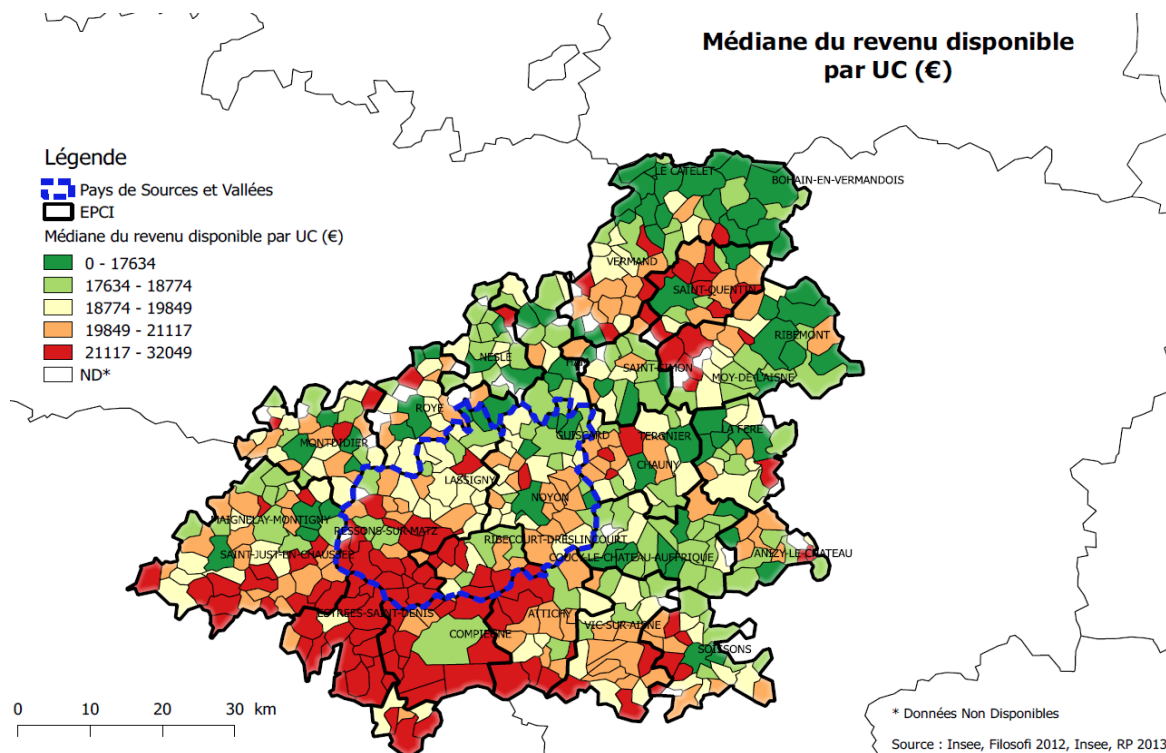 Médiane du revenu disponible
par UC (€)
Légende
Pays de Sources et Vallées
EPCI
Médiane du revenu disponible par UC (€)
0 - 17634
17634 - 18774
18774 - 19849
19849 - 21117
21117 - 32049
ND*
LE CATELET
BOHAIN-EN-VERMANDOIS
VERMAND
SAINT-QUENTIN
RIBEMONT
NESLE
HAM
SAINT-SIMON
MOY-DE-L'AISNE
ROYE
MONTDIDIER
GUISCARD
TERGNIER
LA FERE
CHAUNY
LASSIGNY
NOYON
MAIGNELAY-MONTIGNY
RESSONS-SUR-MATZ
RIBECOURT-DRESLINCOURT
SAINT-JUST-EN-CHAUSSEE
COUCY-LE-CHATEAU-AUFFRIQUE
ANIZY-LE-CHATEAU
ESTREES-SAINT-DENIS
ATTICHY
COMPIEGNE
VIC-SUR-AISNE
SOISSONS
0 10 20 30 km
* Données Non Disponibles
Source : Insee, Filosofi 2012, Insee, RP 2013